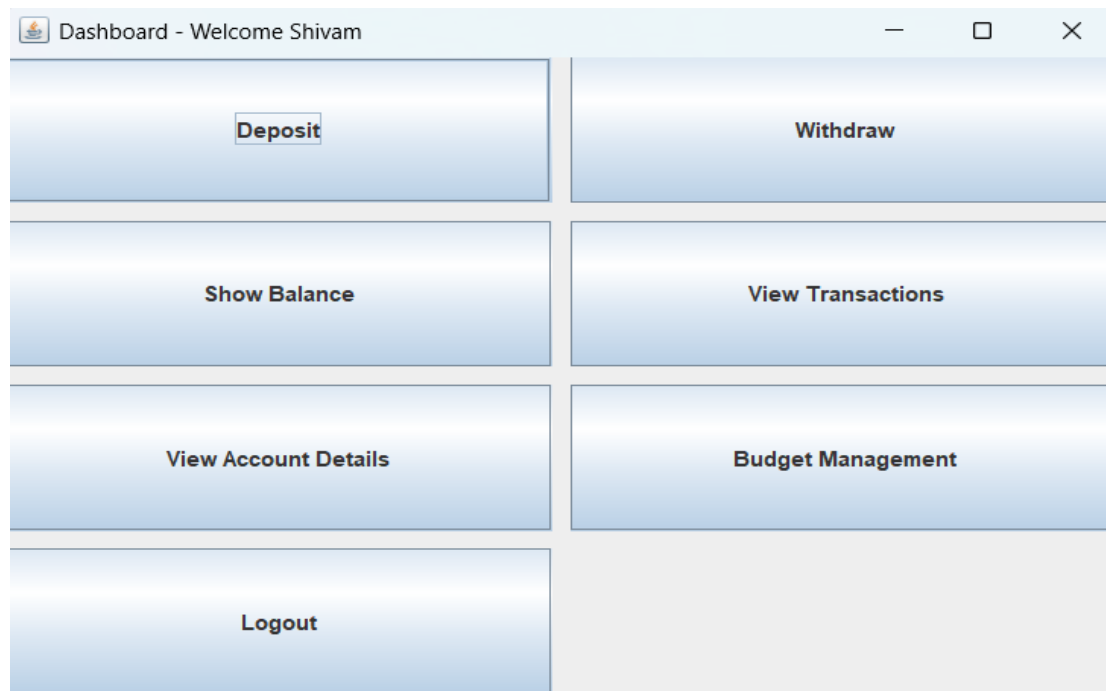 Dashboard - Welcome Shivam
Deposit
Withdraw
Show Balance
View Transactions
View Account Details
Budget Management
Logout